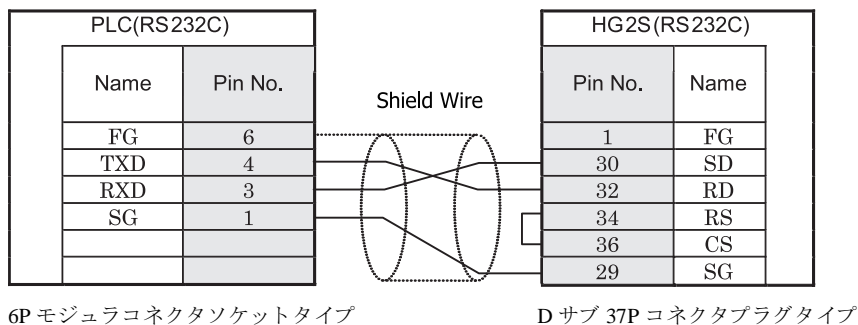 PLC(RS232C)
HG2S(RS232C)
Name Pin No.
Shield Wire
Pin No. Name
FG 6
1 FG
TXD 4
30 SD
RXD 3
32 RD
SG 1
34 RS
36 CS
29 SG
6P モジュラコネクタソケットタイプ
D サブ 37P コネクタプラグタイプ